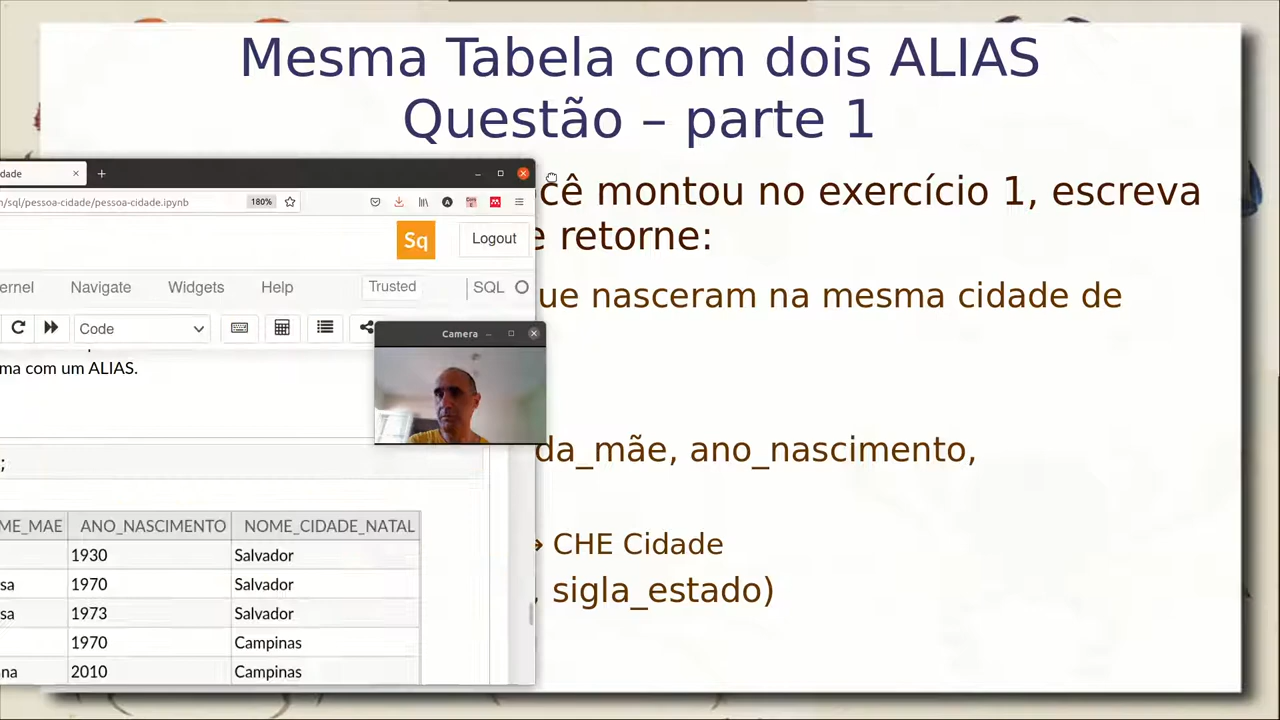 Mesma Tabela com dois ALIAS
Questão – parte 1
cê montou no exercício 1, escreva
e retorne:
ue nasceram na mesma cidade de
da_mãe, ano_nascimento,
CHE Cidade
, sigla_estado)
dade
n/sql/pessoa-cidade/pessoa-cidade.ipynb
180%
Sq
Logout
ernel Navigate Widgets Help Trusted SQL
Code
ma com um ALIAS.
Camera
;
ME_MAE ANO_NASCIMENTO NOME_CIDADE_NATAL
1930 Salvador
sa 1970 Salvador
sa 1973 Salvador
1970 Campinas
na 2010 Campinas